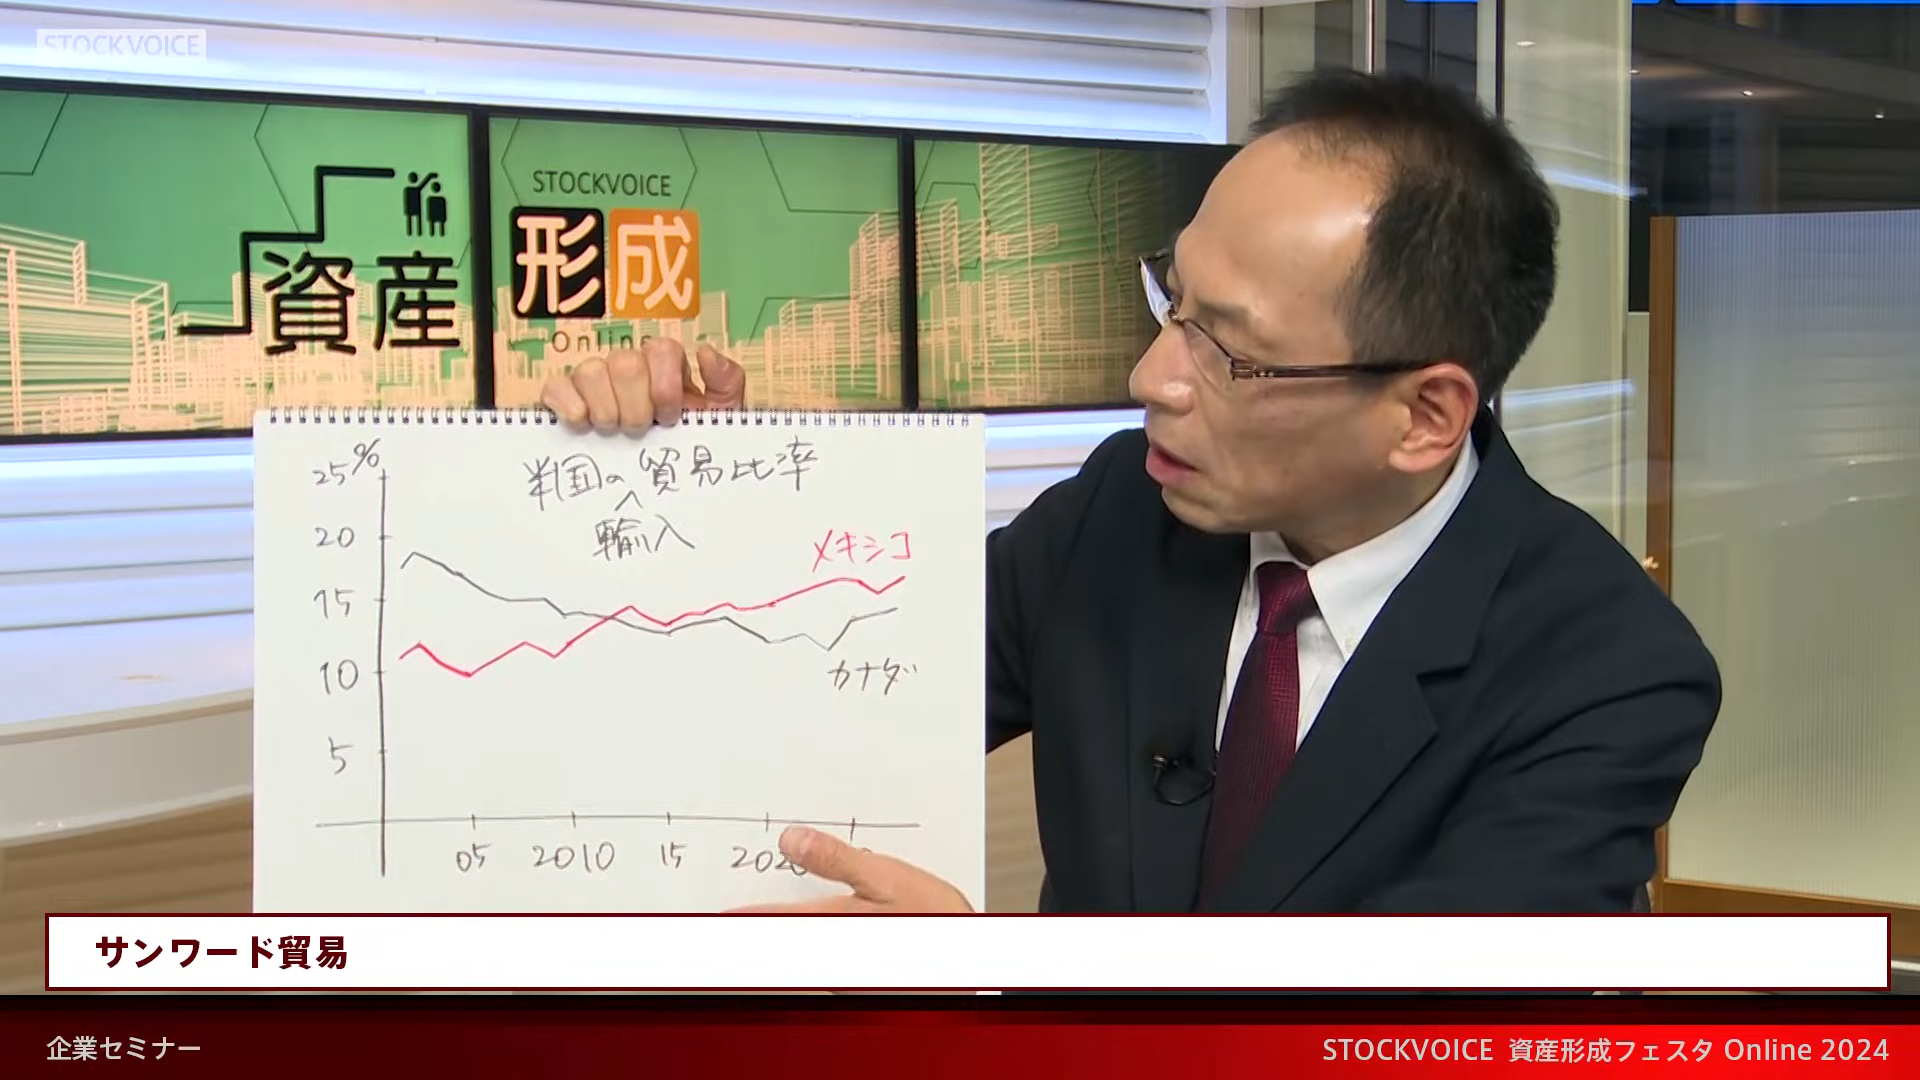 STOCKVOICE
資産
STOCKVOICE
形成
Online
25%
米国の貿易比率
輸入
20
メキシコ
15
10
カナダ
5
05 2010 15 2020
サンワード貿易
企業セミナー
STOCKVOICE 資産形成フェスタ Online 2024